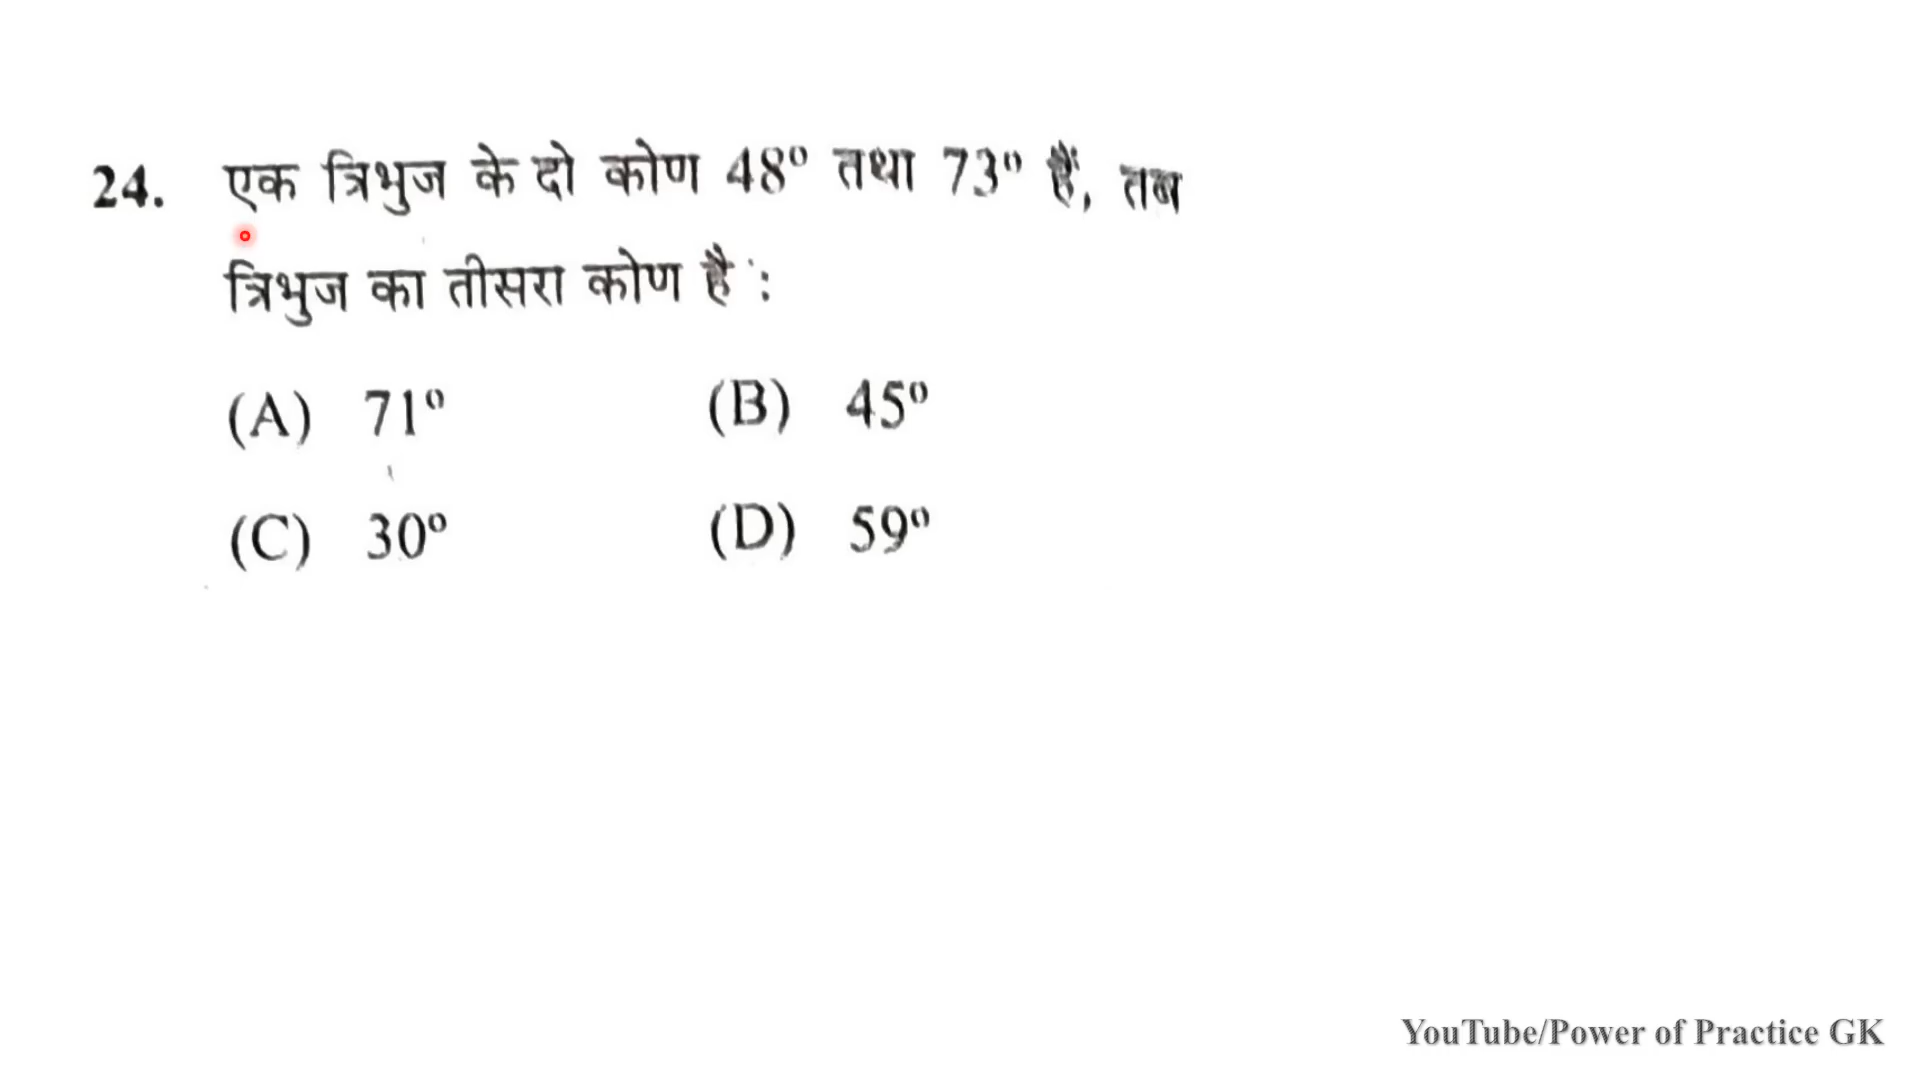 24. एक त्रिभुज के दो कोण 48° तथा 73° हैं, तब
त्रिभुज का तीसरा कोण है :
(A) 71° (B) 45°
(C) 30° (D) 59°
YouTube/Power of Practice GK